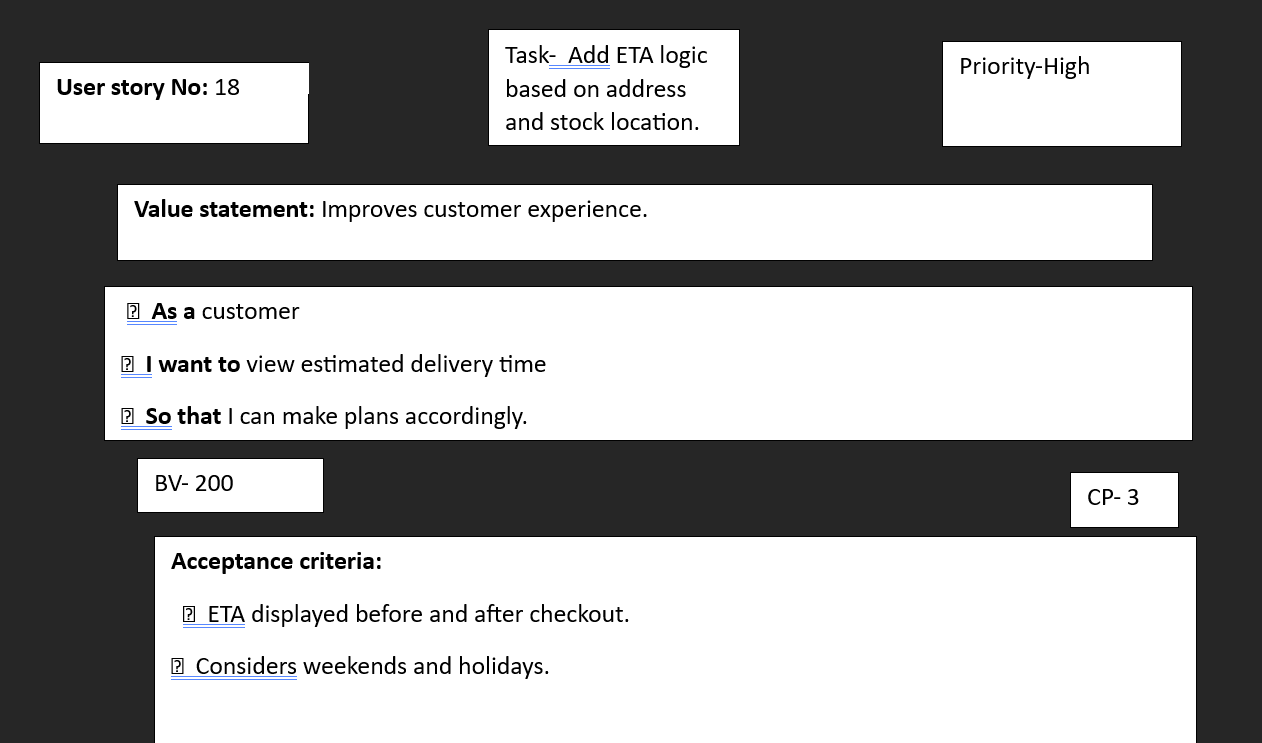 User story No: 18
Task-  Add ETA logic
based on address
and stock location.
Priority-High
Value statement: Improves customer experience.
As a customer
I want to view estimated delivery time
So that I can make plans accordingly.
BV- 200
CP- 3
Acceptance criteria:
ETA displayed before and after checkout.
Considers weekends and holidays.